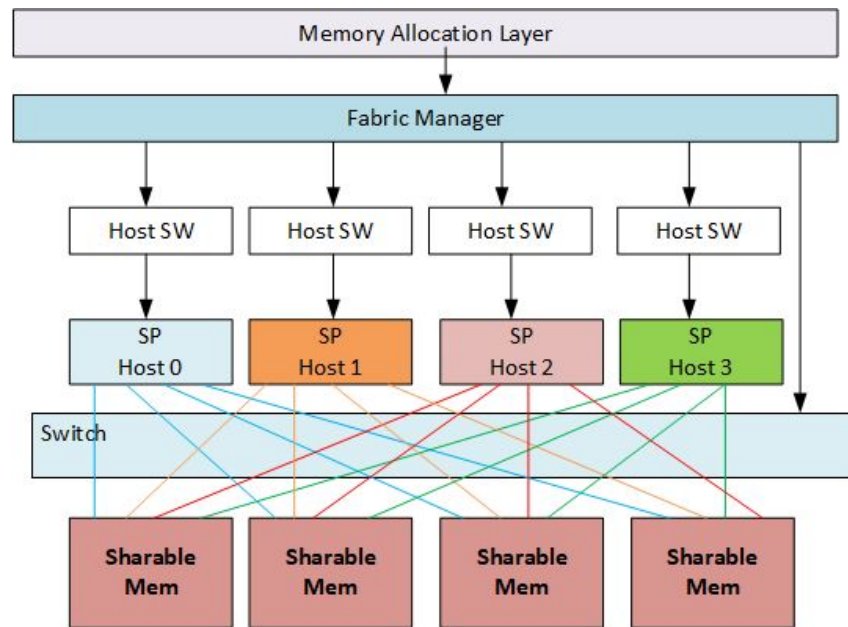 Memory Allocation Layer
Fabric Manager
Host SW
Host SW
Host SW
Host SW
SP
Host 0
SP
Host 1
SP
Host 2
SP
Host 3
Switch
Sharable
Mem
Sharable
Mem
Sharable
Mem
Sharable
Mem